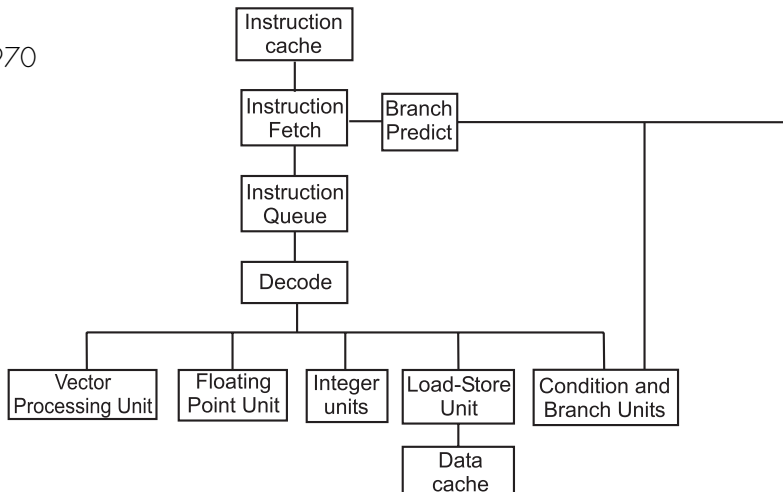 Instruction
cache
970
Instruction
Fetch
Branch
Predict
Instruction
Queue
Decode
Vector
Processing Unit
Floating
Point Unit
Integer
units
Load-Store
Unit
Condition and
Branch Units
Data
cache